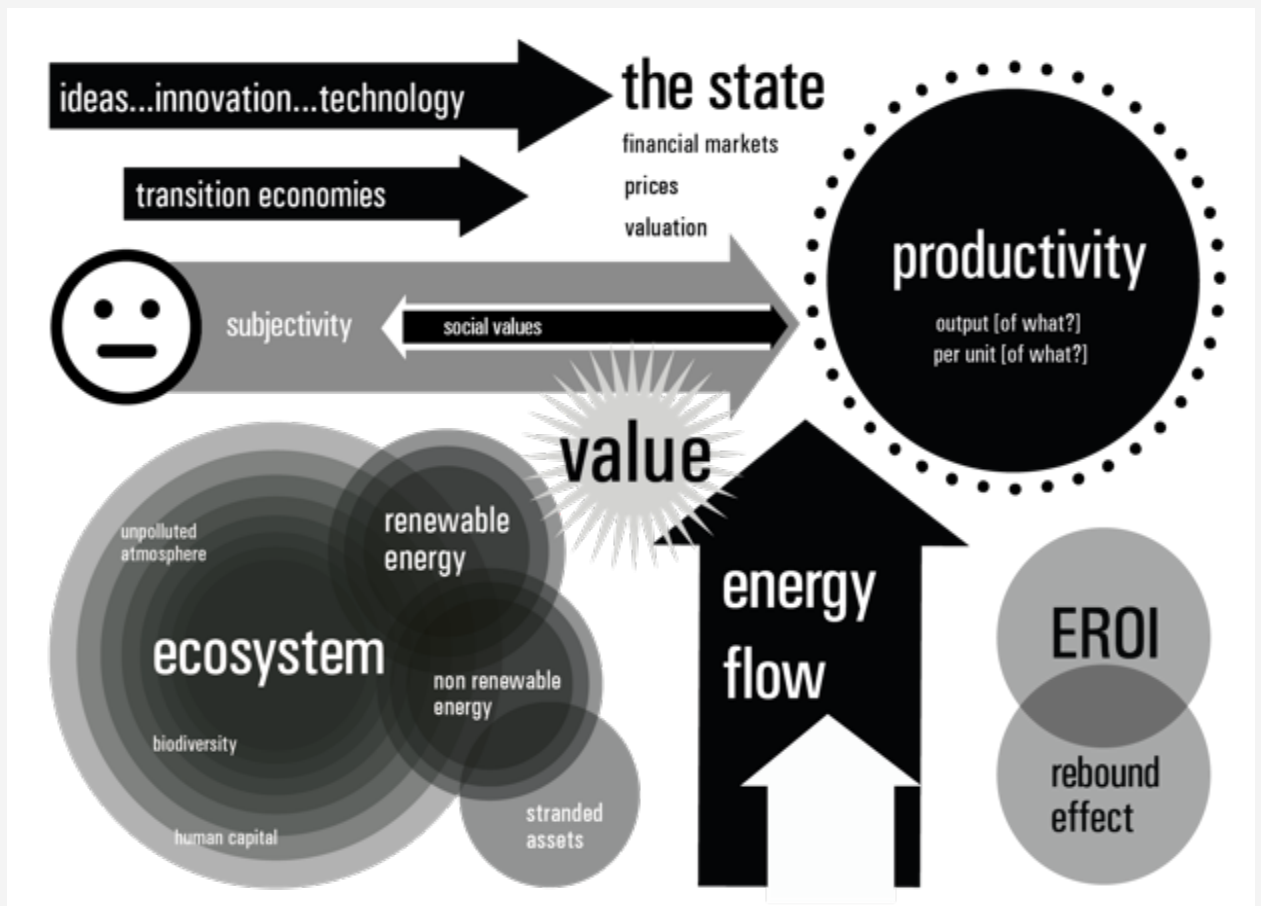 ideas...innovation...technology
the state
financial markets
prices
valuation
transition economies
subjectivity
social values
productivity
output [of what?]
per unit [of what?]
value
unpolluted
atmosphere
ecosystem
biodiversity
human capital
renewable
energy
non renewable
energy
stranded
assets
energy
flow
EROI
rebound
effect